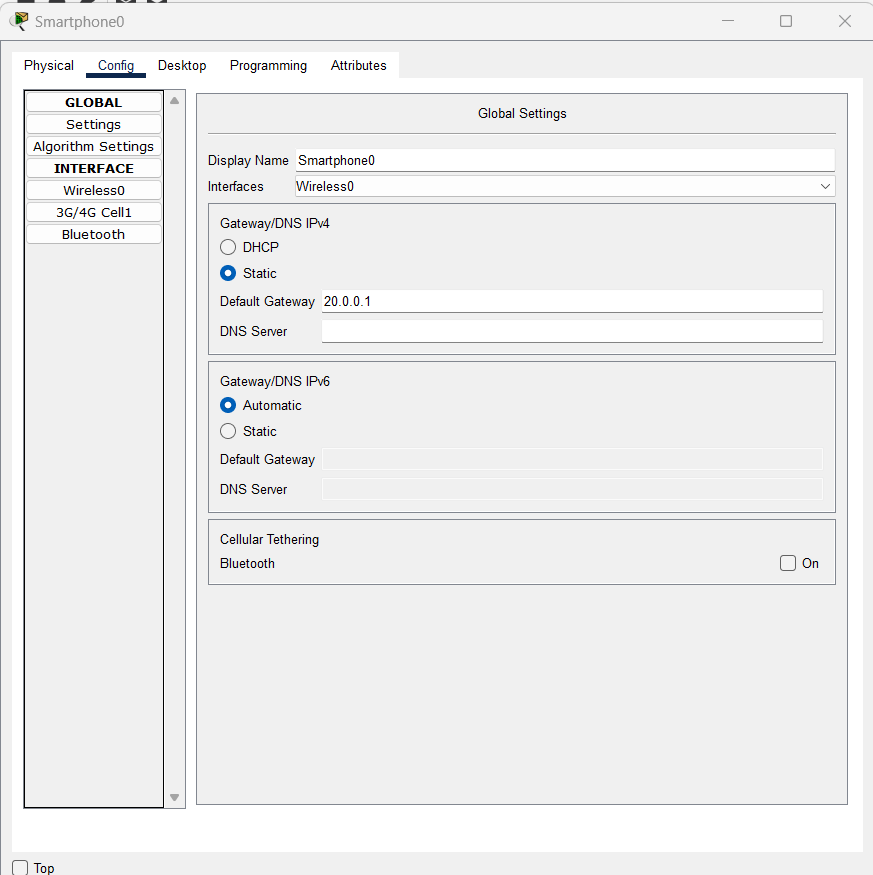 Smartphone0
Physical Config Desktop Programming Attributes
GLOBAL
Settings
Algorithm Settings
INTERFACE
Wireless0
3G/4G Cell1
Bluetooth
Global Settings
Display Name Smartphone0
Interfaces Wireless0
Gateway/DNS IPv4
DHCP
Static
Default Gateway 20.0.0.1
DNS Server
Gateway/DNS IPv6
Automatic
Static
Default Gateway
DNS Server
Cellular Tethering
Bluetooth On
Top